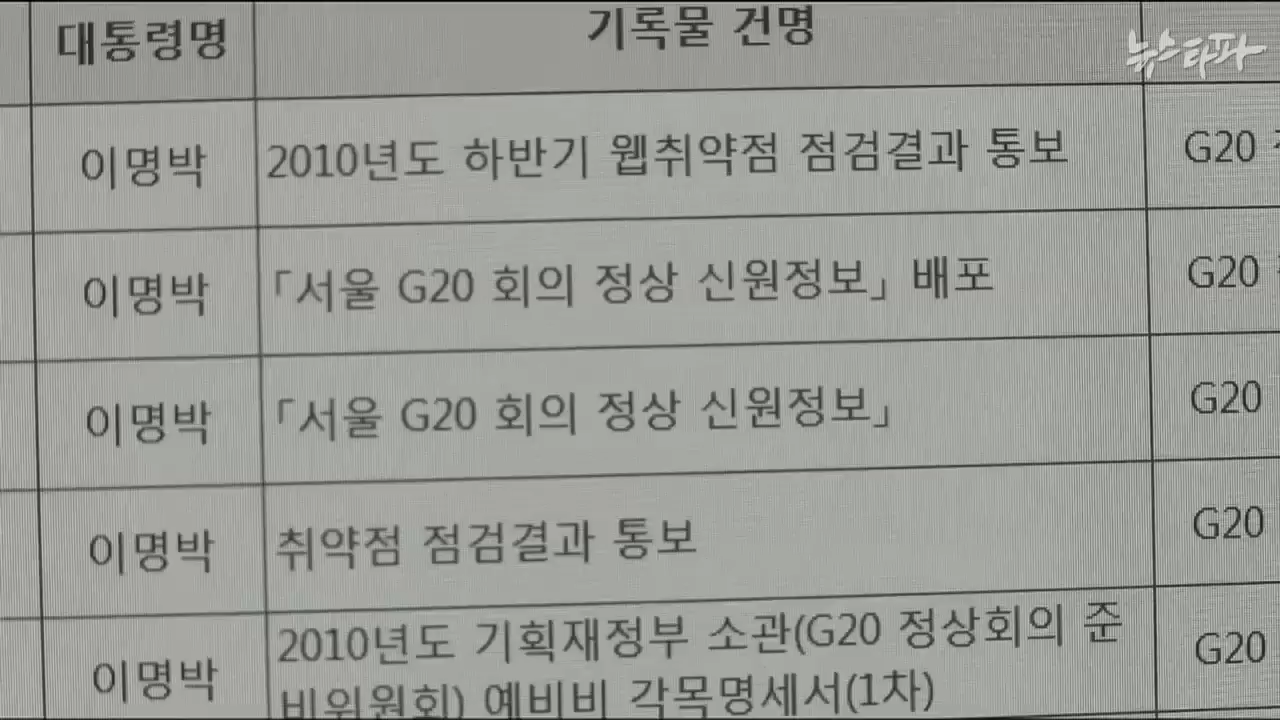 대통령명 기록물 건명
뉴스타파
이명박 2010년도 하반기 웹취약점 점검결과 통보 G20
이명박 「서울 G20 회의 정상 신원정보」 배포 G20
이명박 「서울 G20 회의 정상 신원정보」 G20
이명박 취약점 점검결과 통보 G20
이명박 2010년도 기획재정부 소관(G20 정상회의 준 G20
비위원회) 예비비 각목명세서(1차)